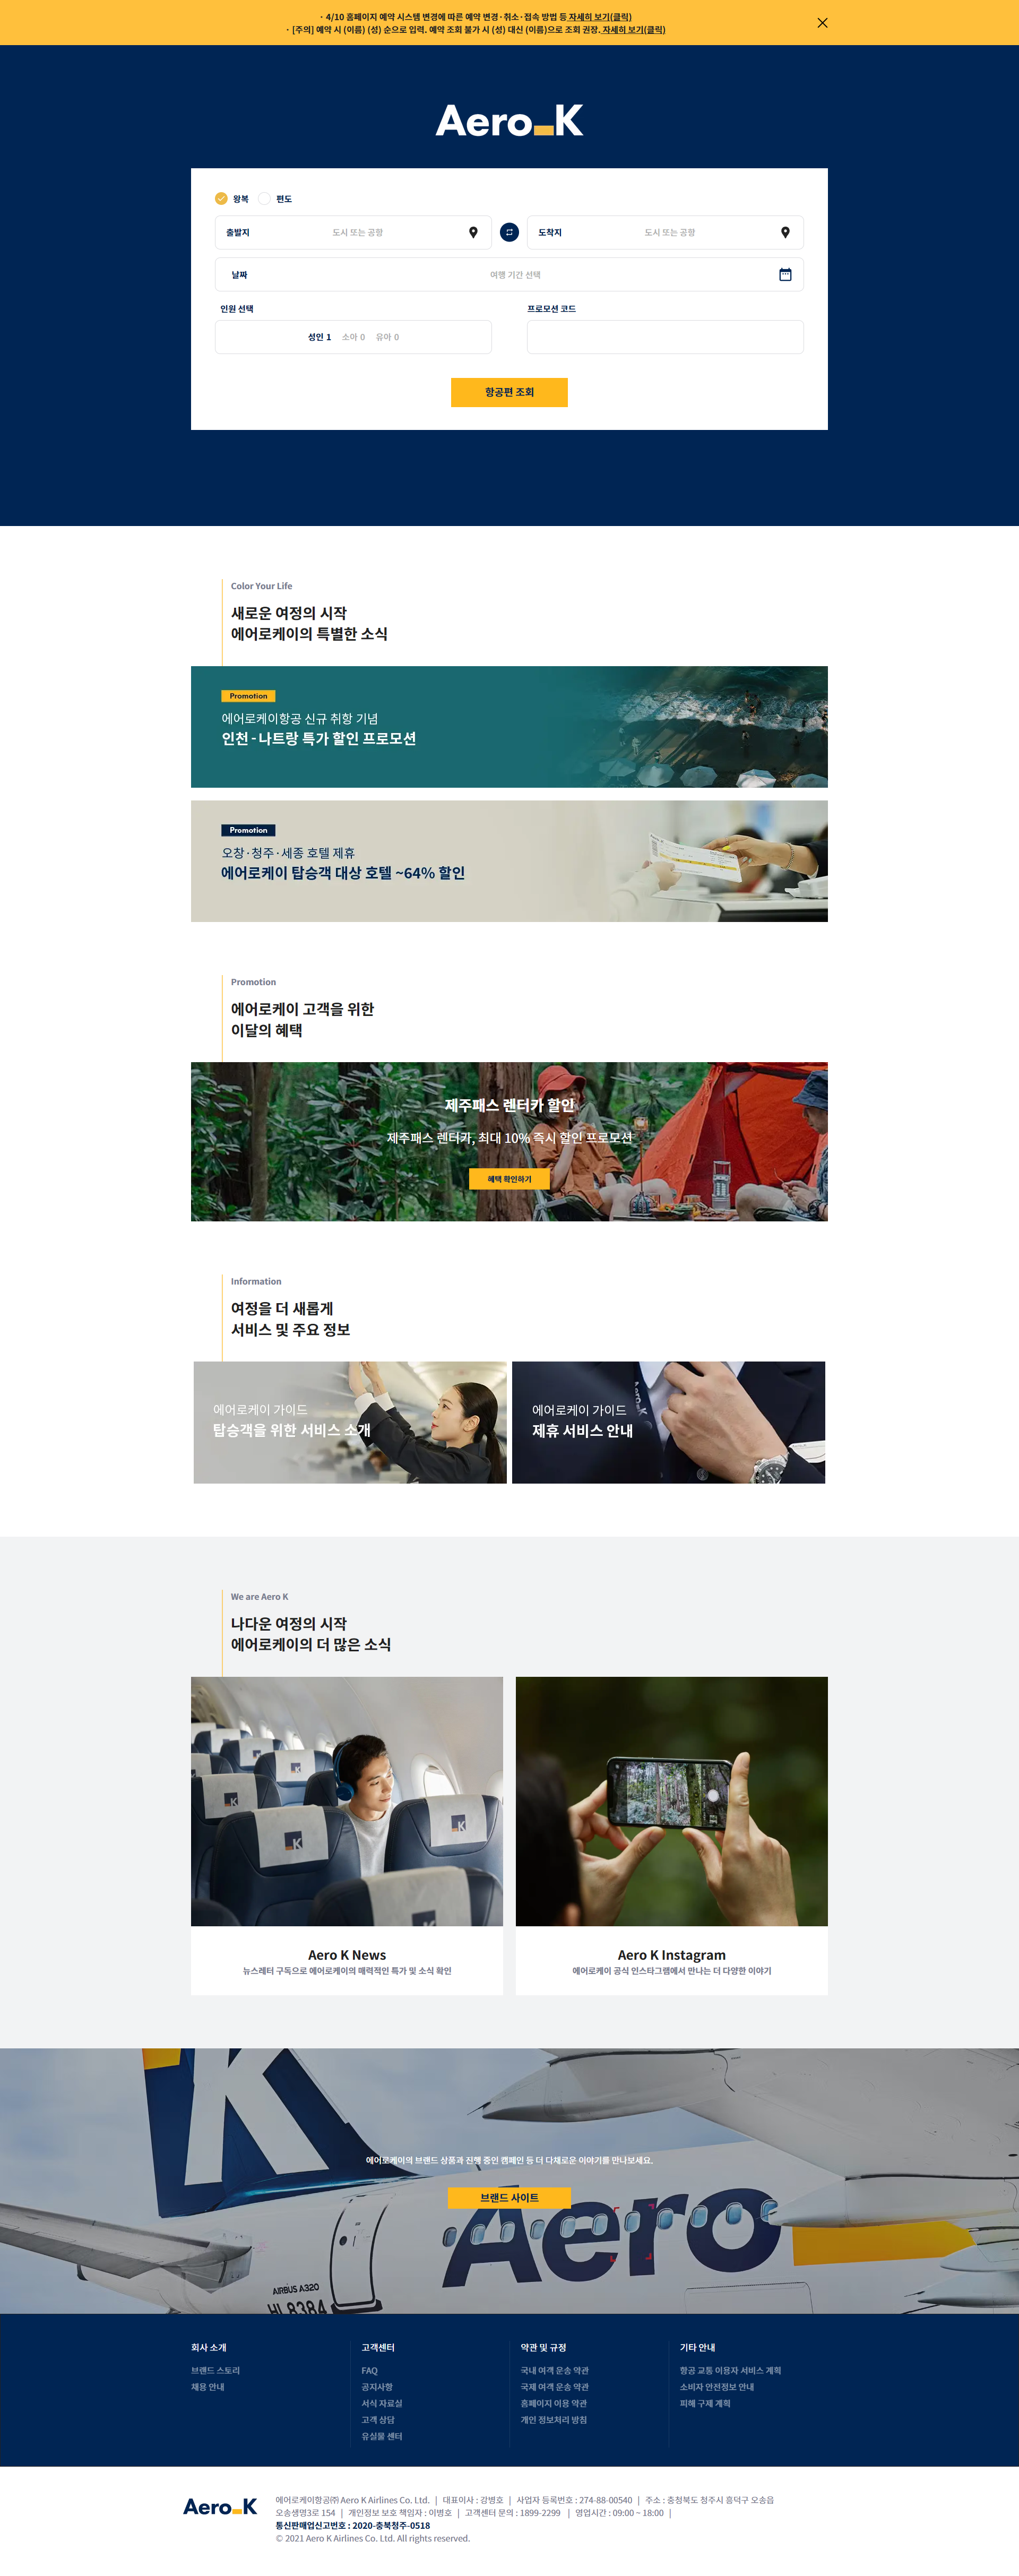 · 4/10 홈페이지 예약 시스템 변경에 따른 예약 변경·취소·접속 방법 등 자세히 보기(클릭)
· [주의] 예약 시 (이름) (성) 순으로 입력. 예약 조회 불가 시 (성) 대신 (이름)으로 조회 권장. 자세히 보기(클릭)
Aero_K
왕복 편도
출발지 도시 또는 공항 도착지 도시 또는 공항
날짜 여행 기간 선택
인원 선택 프로모션 코드
성인 1 소아 0 유아 0
항공편 조회
Color Your Life
새로운 여정의 시작
에어로케이의 특별한 소식
Promotion
에어로케이항공 신규 취항 기념
인천-나트랑 특가 할인 프로모션
Promotion
오창·청주·세종 호텔 제휴
에어로케이 탑승객 대상 호텔 ~64% 할인
Promotion
에어로케이 고객을 위한
이달의 혜택
제주패스 렌터카 할인
제주패스 렌터카, 최대 10% 즉시 할인 프로모션
혜택 확인하기
Information
여정을 더 새롭게
서비스 및 주요 정보
에어로케이 가이드
탑승객을 위한 서비스 소개
에어로케이 가이드
제휴 서비스 안내
We are Aero K
나다운 여정의 시작
에어로케이의 더 많은 소식
Aero K News
뉴스레터 구독으로 에어로케이의 매력적인 특가 및 소식 확인
Aero K Instagram
에어로케이 공식 인스타그램에서 만나는 더 다양한 이야기
에어로케이의 브랜드 상품과 진행 중인 캠페인 등 더 다채로운 이야기를 만나보세요.
브랜드 사이트
Aero
AIRBUS A320
HL8384
회사 소개
브랜드 스토리
채용 안내
고객센터
FAQ
공지사항
서식 자료실
고객 상담
유실물 센터
약관 및 규정
국내 여객 운송 약관
국제 여객 운송 약관
홈페이지 이용 약관
개인 정보처리 방침
기타 안내
항공 교통 이용자 서비스 계획
소비자 안전정보 안내
피해 구제 계획
Aero_K
에어로케이항공㈜ Aero K Airlines Co. Ltd. | 대표이사 : 강병호 | 사업자 등록번호 : 274-88-00540 | 주소 : 충청북도 청주시 흥덕구 오송읍
오송생명3로 154 | 개인정보 보호 책임자 : 이병호 | 고객센터 문의 : 1899-2299 | 영업시간 : 09:00 ~ 18:00 |
통신판매업신고번호 : 2020-충북청주-0518
© 2021 Aero K Airlines Co. Ltd. All rights reserved.